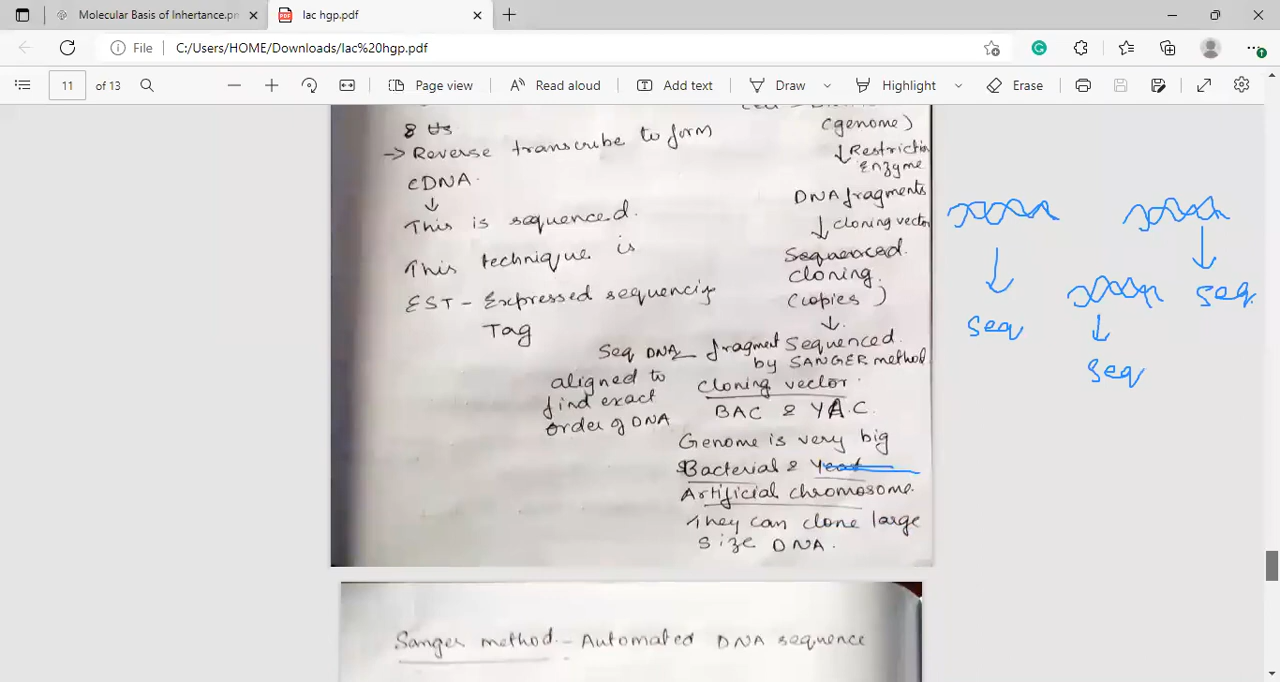 Molecular Basis of Inhertance.pn
lac hgp.pdf
File
C:/Users/HOME/Downloads/lac%20hgp.pdf
11 of 13
Page view
Read aloud
Add text
Draw
Highlight
Erase
-> Reverse transcribe to form
cDNA.
↓
This is sequenced.
This technique is
EST - Expressed sequencing
Tag
(genome)
↓ Restriction
Enzyme
DNA fragments
↓ cloning vector
Sequenced.
cloning.
(copies)
↓
Sequenced
by SANGER method
Seq DNA fragment
aligned to
find exact
order of DNA
cloning vector.
BAC & YAC.
Genome is very big
Bacterial & Yeast
Artificial chromosome.
They can clone large
size DNA.
seq
seq
seq
Sanger method - Automated DNA sequence